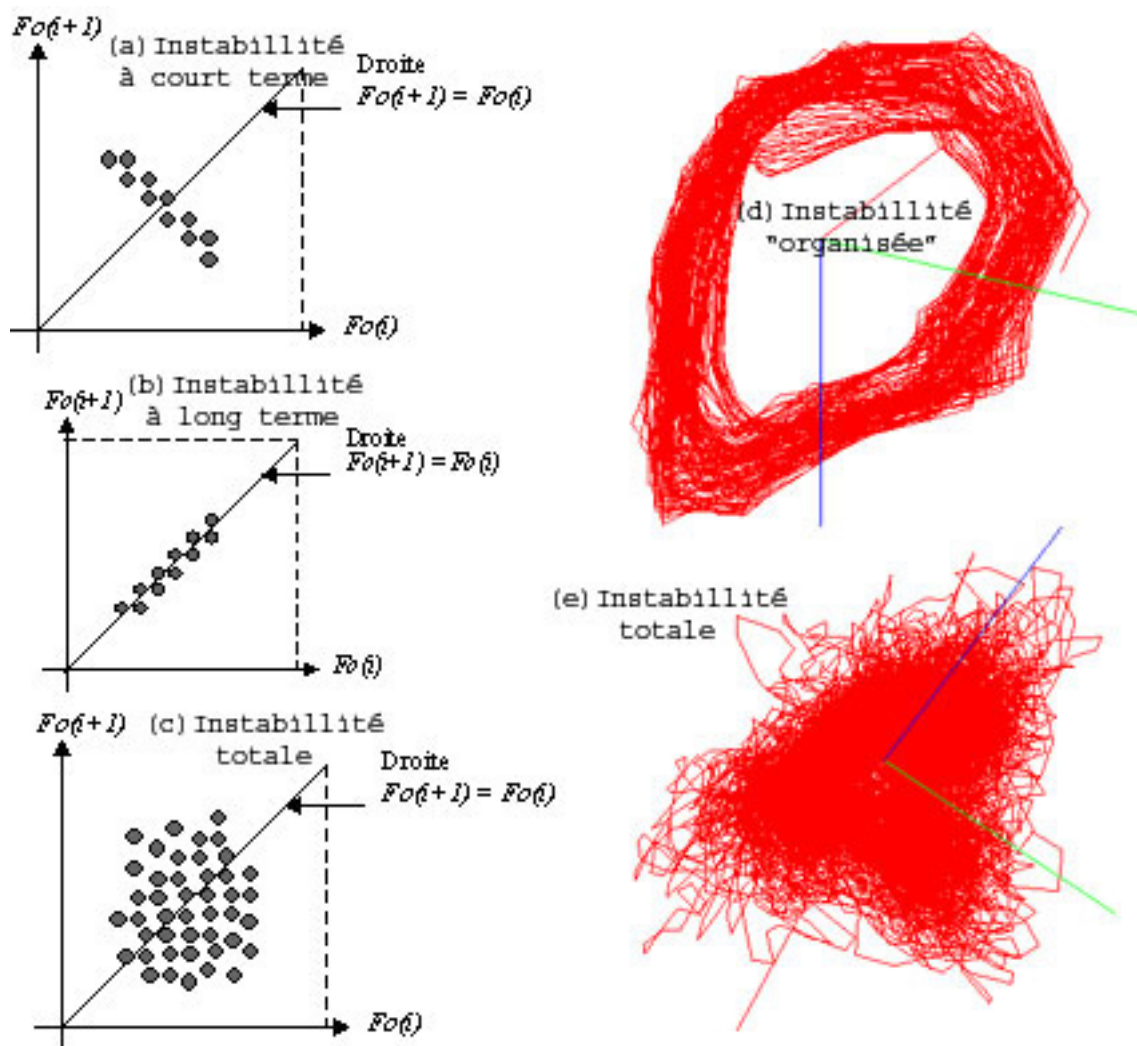 Fo(i+1)
(a) Instabillité
à court terme
Droite
Fo(i+1) = Fo(i)
Fo(i)
(b) Instabillité
à long terme
Fo(i+1)
Droite
Fo(i+1) = Fo(i)
Fo(i)
Fo(i+1)
(c) Instabillité
totale
Droite
Fo(i+1) = Fo(i)
Fo(i)
(d) Instabillité
"organisée"
(e) Instabillité
totale